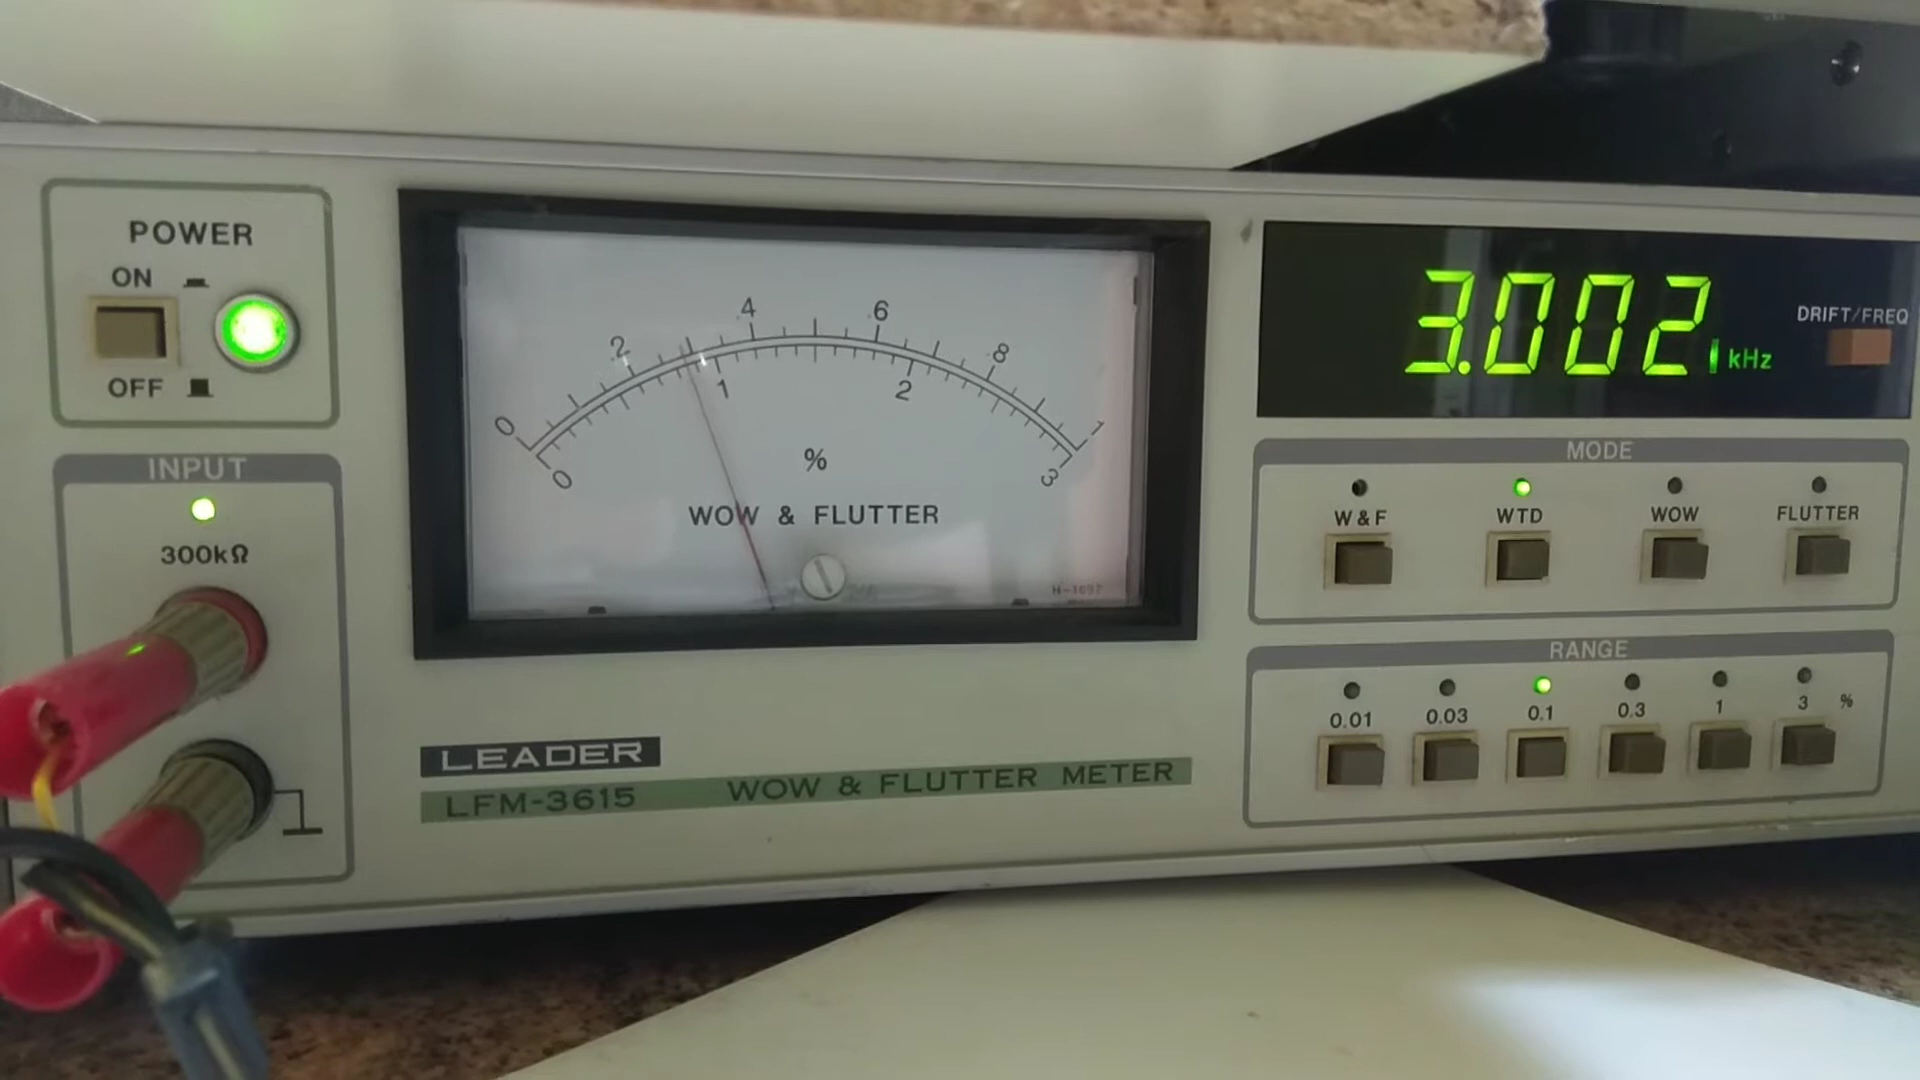 POWER
ON
OFF
INPUT
300kΩ
0 .2 .4 .6 .8 1
0 1 2 3
%
WOW & FLUTTER
LEADER
LFM-3615 WOW & FLUTTER METER
3.002 kHz
DRIFT/FREQ
MODE
W & F WTD WOW FLUTTER
RANGE
0.01 0.03 0.1 0.3 1 3 %